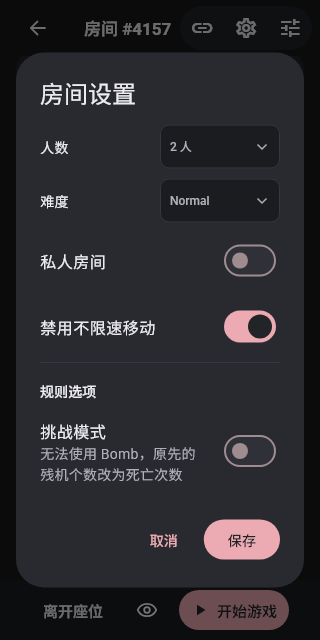 房间 #4157
房间设置
人数
2 人
难度
Normal
私人房间
禁用不限速移动
规则选项
挑战模式
无法使用 Bomb，原先的
残机个数改为死亡次数
取消
保存
离开座位
开始游戏